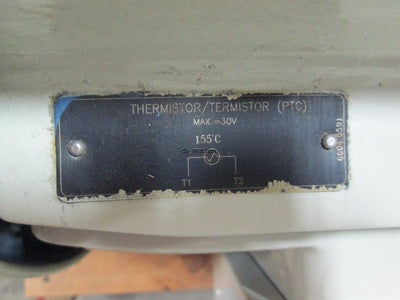 THERMISTOR/TERMISTOR (PTC)
MAX.=30V
155°C
T1 T2